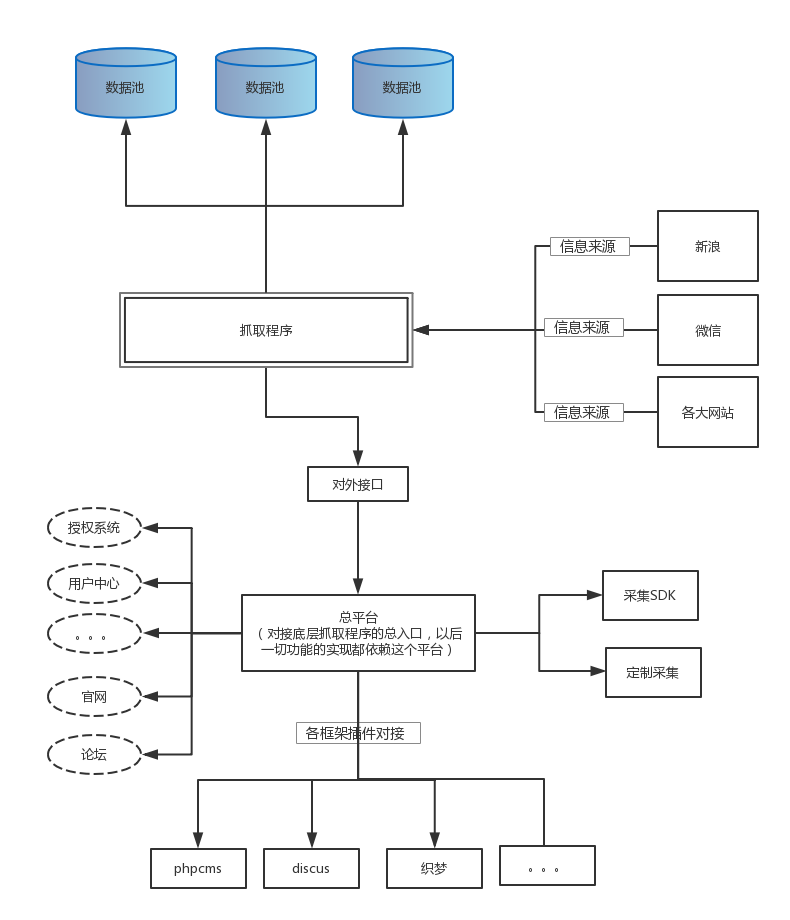 数据池
数据池
数据池
信息来源
新浪
抓取程序
信息来源
微信
信息来源
各大网站
对外接口
授权系统
用户中心
。。。
官网
论坛
总平台
（对接底层抓取程序的总入口，以后
一切功能的实现都依赖这个平台）
采集SDK
定制采集
各框架插件对接
phpcms
discus
织梦
。。。